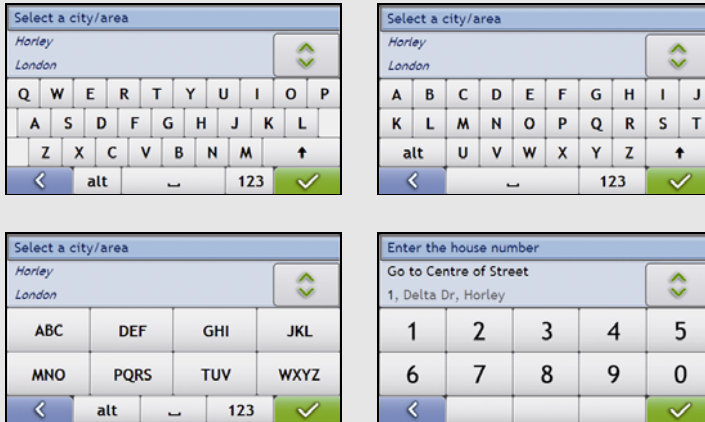 Select a city/area
Horley
London
Q W E R T Y U I O P
A S D F G H J K L
Z X C V B N M
alt 123
Select a city/area
Horley
London
A B C D E F G H I J
K L M N O P Q R S T
alt U V W X Y Z
123
Select a city/area
Horley
London
ABC DEF GHI JKL
MNO PQRS TUV WXYZ
alt 123
Enter the house number
Go to Centre of Street
1, Delta Dr, Horley
1 2 3 4 5
6 7 8 9 0